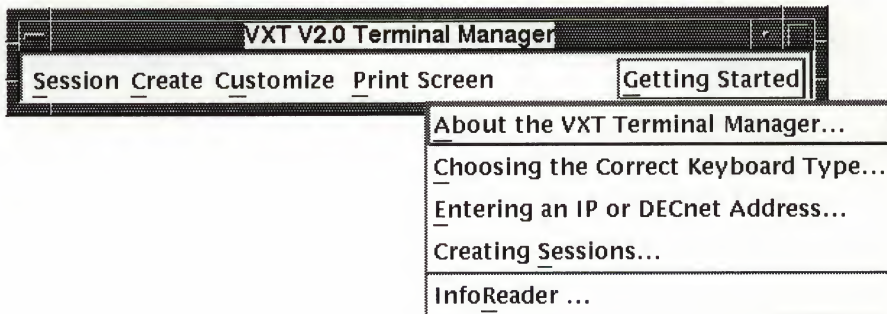 VXT V2.0 Terminal Manager
Session Create Customize Print Screen Getting Started
About the VXT Terminal Manager...
Choosing the Correct Keyboard Type...
Entering an IP or DECnet Address...
Creating Sessions...
InfoReader ...